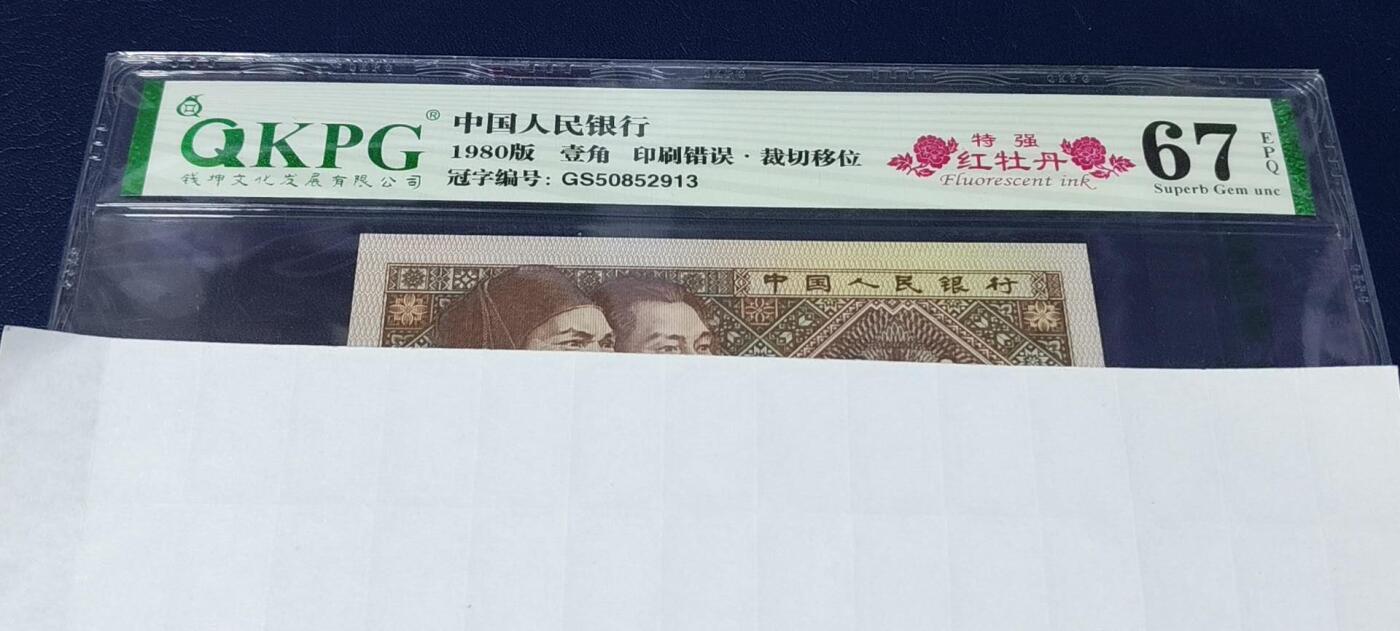 QKPG®
钱坤文化发展有限公司
中国人民银行
1980版 壹角 印刷错误·裁切移位
冠字编号: GS50852913
特强
红牡丹
Fluorescent ink
67
EPQ
Superb Gem unc
中国人民银行